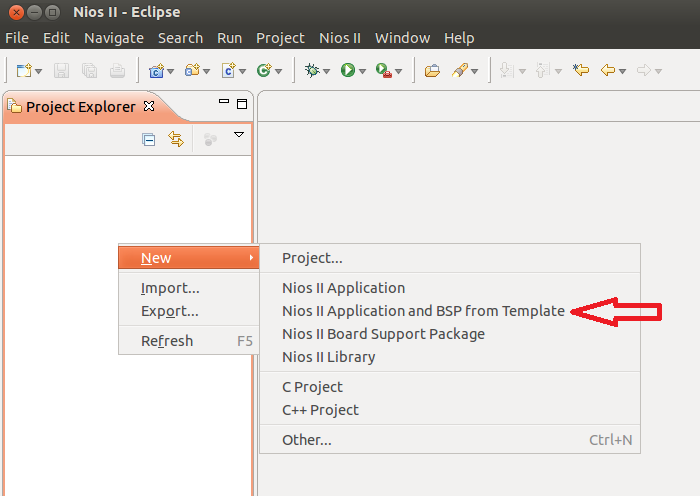 Nios II - Eclipse
File Edit Navigate Search Run Project Nios II Window Help
Project Explorer
New
Import...
Export...
Refresh F5
Project...
Nios II Application
Nios II Application and BSP from Template
Nios II Board Support Package
Nios II Library
C Project
C++ Project
Other... Ctrl+N